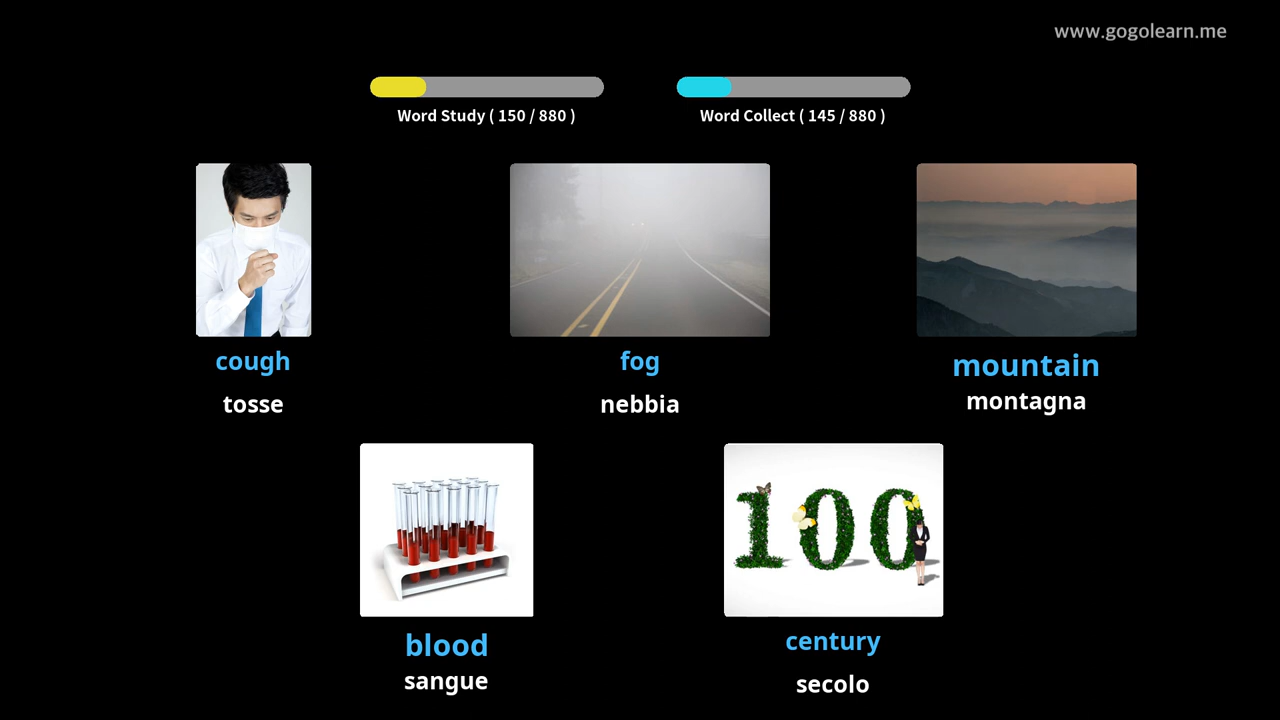 www.gogolearn.me
Word Study ( 150 / 880 )
Word Collect ( 145 / 880 )
cough
tosse
fog
nebbia
mountain
montagna
blood
sangue
100
century
secolo